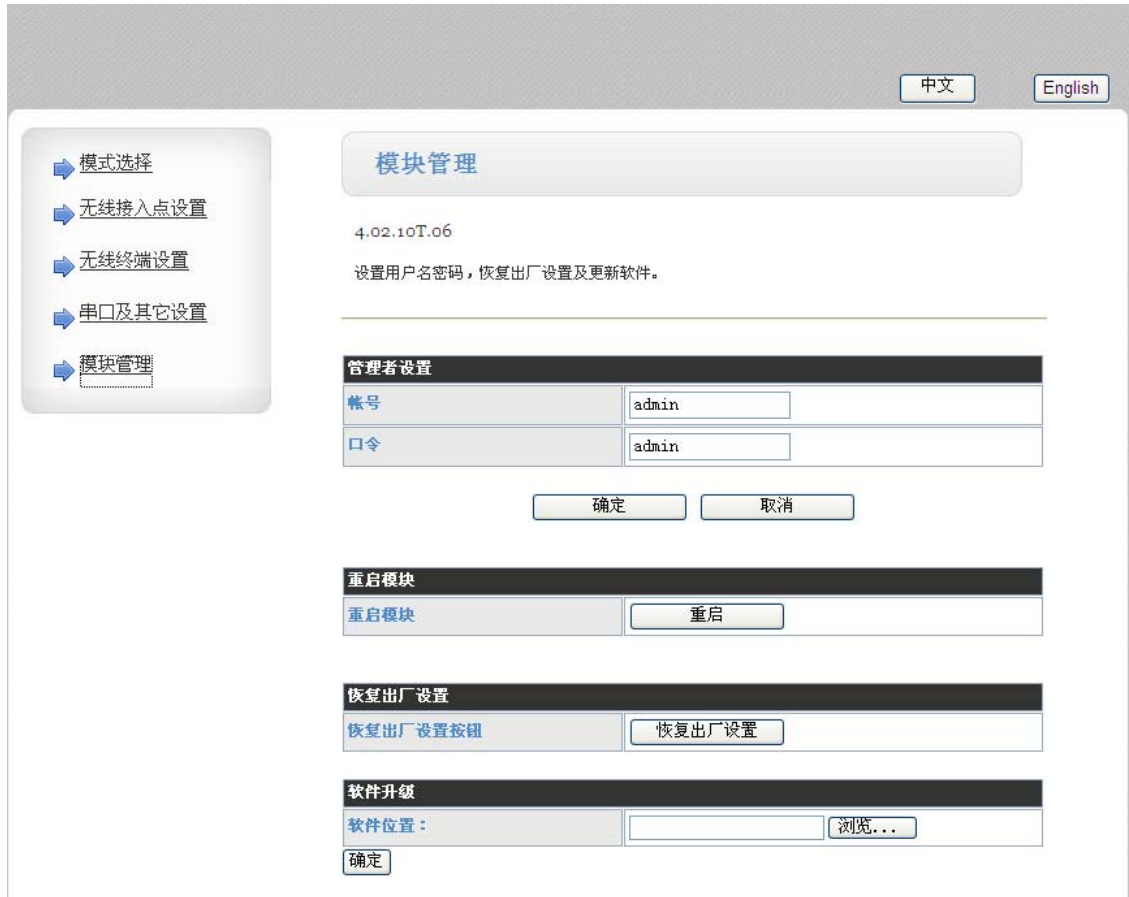 中文 English
模式选择
无线接入点设置
无线终端设置
串口及其它设置
模块管理
模块管理
4.02.10T.06
设置用户名密码，恢复出厂设置及更新软件。
管理者设置
帐号 admin
口令 admin
确定 取消
重启模块
重启模块 重启
恢复出厂设置
恢复出厂设置按钮 恢复出厂设置
软件升级
软件位置： 浏览...
确定